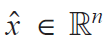 x̂ ∈ ℝⁿ